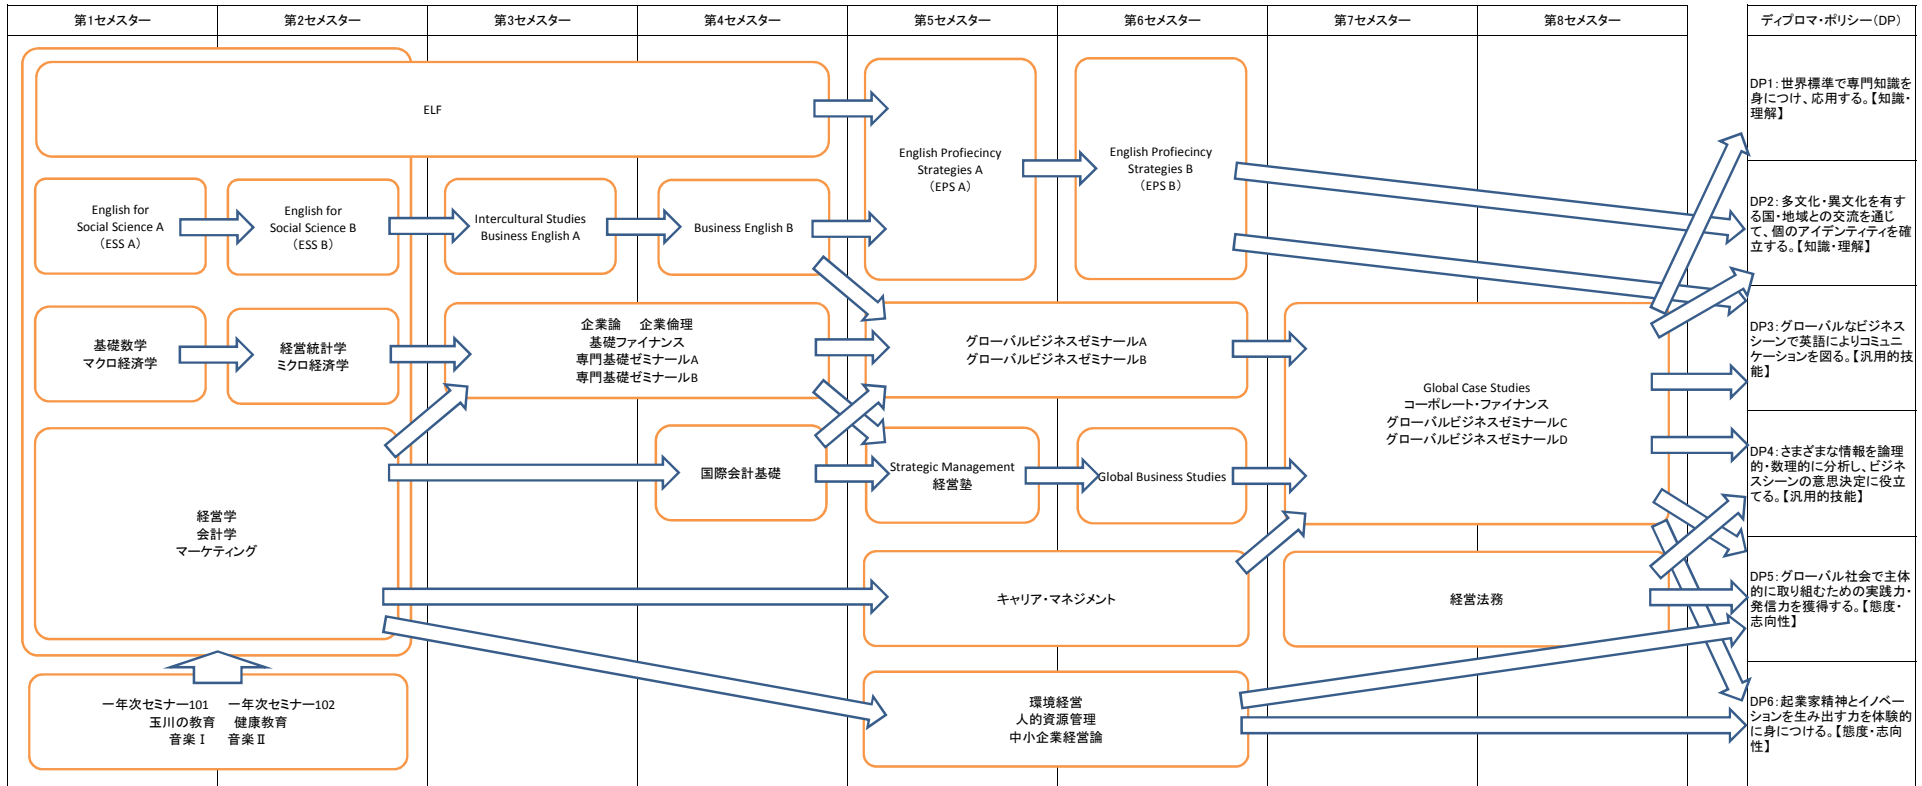 第1セメスター
第2セメスター
第3セメスター
第4セメスター
第5セメスター
第6セメスター
第7セメスター
第8セメスター
ディプロマ・ポリシー(DP)
ELF
English for
Social Science A
(ESS A)
English for
Social Science B
(ESS B)
Intercultural Studies
Business English A
Business English B
English Profiecincy
Strategies A
(EPS A)
English Profiecincy
Strategies B
(EPS B)
基礎数学
マクロ経済学
経営統計学
ミクロ経済学
企業論　企業倫理
基礎ファイナンス
専門基礎ゼミナールA
専門基礎ゼミナールB
グローバルビジネスゼミナールA
グローバルビジネスゼミナールB
Global Case Studies
コーポレート・ファイナンス
グローバルビジネスゼミナールC
グローバルビジネスゼミナールD
経営学
会計学
マーケティング
国際会計基礎
Strategic Management
経営塾
Global Business Studies
キャリア・マネジメント
経営法務
一年次セミナー101　一年次セミナー102
玉川の教育　健康教育
音楽Ⅰ　音楽Ⅱ
環境経営
人的資源管理
中小企業経営論
DP1:世界標準で専門知識を
身につけ、応用する。【知識・
理解】
DP2:多文化・異文化を有す
る国・地域との交流を通じ
て、個のアイデンティティを確
立する。【知識・理解】
DP3:グローバルなビジネス
シーンで英語によりコミュニ
ケーションを図る。【汎用的技
能】
DP4:さまざまな情報を論理
的・数理的に分析し、ビジネ
スシーンの意思決定に役立
てる。【汎用的技能】
DP5:グローバル社会で主体
的に取り組むための実践力・
発信力を獲得する。【態度・
志向性】
DP6:起業家精神とイノベー
ションを生み出す力を体験的
に身につける。【態度・志向
性】